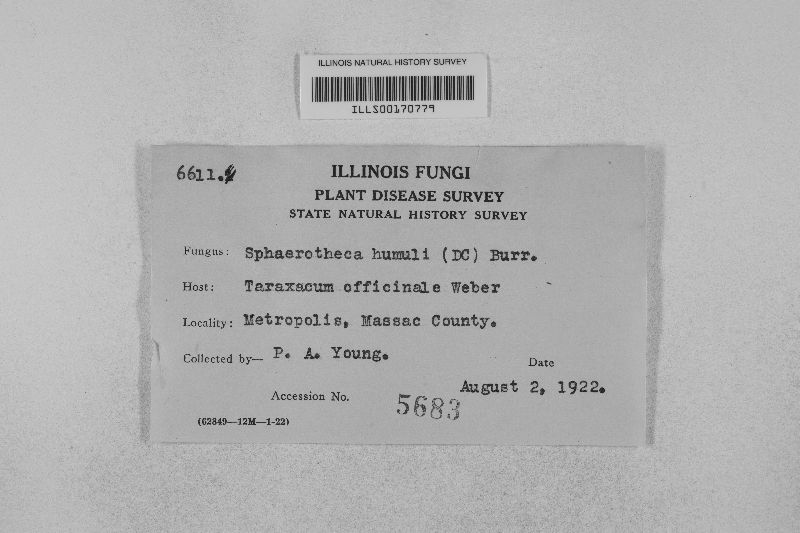 ILLINOIS NATURAL HISTORY SURVEY
ILLS00170779
6611.
ILLINOIS FUNGI
PLANT DISEASE SURVEY
STATE NATURAL HISTORY SURVEY
Fungus: Sphaerotheca humuli (DC) Burr.
Host: Taraxacum officinale Weber
Locality: Metropolis, Massac County.
Collected by— P. A. Young.
Date
August 2, 1922.
Accession No. 5683
(62849—12M—1-22)